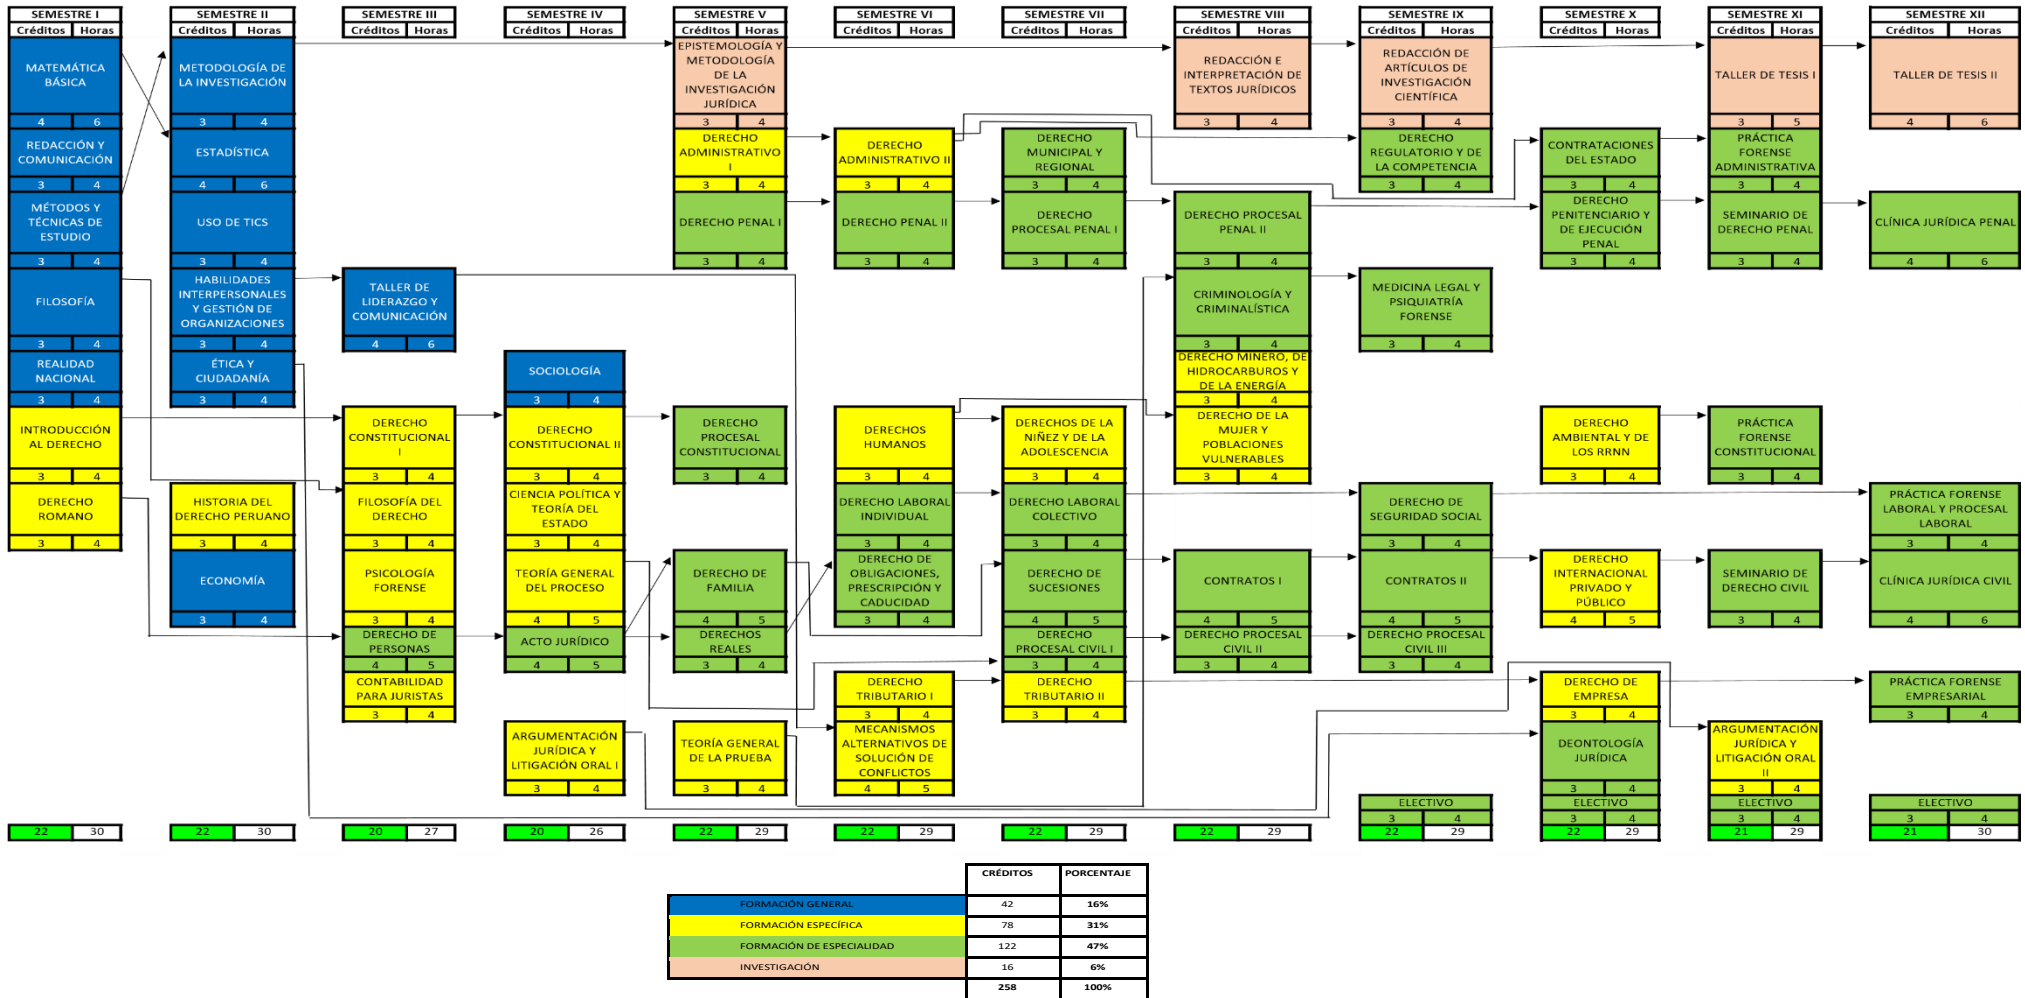 SEMESTRE I
Créditos Horas
MATEMÁTICA
BÁSICA
4 6
REDACCIÓN Y
COMUNICACIÓN
3 4
MÉTODOS Y
TÉCNICAS DE
ESTUDIO
3 4
FILOSOFÍA
3 4
REALIDAD
NACIONAL
3 4
INTRODUCCIÓN
AL DERECHO
3 4
DERECHO
ROMANO
3 4
22 30
SEMESTRE II
Créditos Horas
METODOLOGÍA DE
LA INVESTIGACIÓN
3 4
ESTADÍSTICA
4 6
USO DE TICS
3 4
HABILIDADES
INTERPERSONALES
Y GESTIÓN DE
ORGANIZACIONES
3 4
ÉTICA Y
CIUDADANÍA
3 4
HISTORIA DEL
DERECHO PERUANO
3 4
ECONOMÍA
3 4
22 30
SEMESTRE III
Créditos Horas
TALLER DE
LIDERAZGO Y
COMUNICACIÓN
4 6
DERECHO
CONSTITUCIONAL
I
3 4
FILOSOFÍA DEL
DERECHO
3 4
PSICOLOGÍA
FORENSE
3 4
DERECHO DE
PERSONAS
4 5
CONTABILIDAD
PARA JURISTAS
3 4
20 27
SEMESTRE IV
Créditos Horas
SOCIOLOGÍA
3 4
DERECHO
CONSTITUCIONAL II
3 4
CIENCIA POLÍTICA Y
TEORÍA DEL
ESTADO
3 4
TEORÍA GENERAL
DEL PROCESO
4 5
ACTO JURÍDICO
4 5
ARGUMENTACIÓN
JURÍDICA Y
LITIGACIÓN ORAL I
3 4
20 26
SEMESTRE V
Créditos Horas
EPISTEMOLOGÍA Y
METODOLOGÍA
DE LA
INVESTIGACIÓN
JURÍDICA
3 4
DERECHO
ADMINISTRATIVO
I
3 4
DERECHO PENAL I
3 4
DERECHO
PROCESAL
CONSTITUCIONAL
3 4
DERECHO DE
FAMILIA
4 5
DERECHOS
REALES
3 4
TEORÍA GENERAL
DE LA PRUEBA
3 4
22 29
SEMESTRE VI
Créditos Horas
DERECHO
ADMINISTRATIVO II
3 4
DERECHO PENAL II
3 4
DERECHOS
HUMANOS
3 4
DERECHO LABORAL
INDIVIDUAL
3 4
DERECHO DE
OBLIGACIONES,
PRESCRIPCIÓN Y
CADUCIDAD
3 4
DERECHO
TRIBUTARIO I
3 4
MECANISMOS
ALTERNATIVOS DE
SOLUCIÓN DE
CONFLICTOS
4 5
22 29
SEMESTRE VII
Créditos Horas
DERECHO
MUNICIPAL Y
REGIONAL
3 4
DERECHO
PROCESAL PENAL I
3 4
DERECHOS DE LA
NIÑEZ Y DE LA
ADOLESCENCIA
3 4
DERECHO LABORAL
COLECTIVO
3 4
DERECHO DE
SUCESIONES
4 5
DERECHO
PROCESAL CIVIL I
3 4
DERECHO
TRIBUTARIO II
3 4
22 29
SEMESTRE VIII
Créditos Horas
REDACCIÓN E
INTERPRETACIÓN DE
TEXTOS JURÍDICOS
3 4
DERECHO PROCESAL
PENAL II
3 4
CRIMINOLOGÍA Y
CRIMINALÍSTICA
3 4
DERECHO MINERO, DE
HIDROCARBUROS Y
DE LA ENERGÍA
3 4
DERECHO DE LA
MUJER Y
POBLACIONES
VULNERABLES
3 4
CONTRATOS I
4 5
DERECHO PROCESAL
CIVIL II
3 4
22 29
SEMESTRE IX
Créditos Horas
REDACCIÓN DE
ARTÍCULOS DE
INVESTIGACIÓN
CIENTÍFICA
3 4
DERECHO
REGULATORIO Y DE
LA COMPETENCIA
3 4
MEDICINA LEGAL Y
PSIQUIATRÍA
FORENSE
3 4
DERECHO DE
SEGURIDAD SOCIAL
3 4
CONTRATOS II
4 5
DERECHO PROCESAL
CIVIL III
3 4
ELECTIVO
3 4
22 29
SEMESTRE X
Créditos Horas
CONTRATACIONES
DEL ESTADO
3 4
DERECHO
PENITENCIARIO Y
DE EJECUCIÓN
PENAL
3 4
DERECHO
AMBIENTAL Y DE
LOS RRNN
3 4
DERECHO
INTERNACIONAL
PRIVADO Y
PÚBLICO
4 5
DERECHO DE
EMPRESA
3 4
DEONTOLOGÍA
JURÍDICA
3 4
ELECTIVO
3 4
22 29
SEMESTRE XI
Créditos Horas
TALLER DE TESIS I
3 5
PRÁCTICA
FORENSE
ADMINISTRATIVA
3 4
SEMINARIO DE
DERECHO PENAL
3 4
PRÁCTICA
FORENSE
CONSTITUCIONAL
3 4
SEMINARIO DE
DERECHO CIVIL
3 4
ARGUMENTACIÓN
JURÍDICA Y
LITIGACIÓN ORAL
II
3 4
ELECTIVO
3 4
21 29
SEMESTRE XII
Créditos Horas
TALLER DE TESIS II
4 6
CLÍNICA JURÍDICA PENAL
4 6
PRÁCTICA FORENSE
LABORAL Y PROCESAL
LABORAL
3 4
CLÍNICA JURÍDICA CIVIL
4 6
PRÁCTICA FORENSE
EMPRESARIAL
3 4
ELECTIVO
3 4
21 30
CRÉDITOS PORCENTAJE
FORMACIÓN GENERAL 42 16%
FORMACIÓN ESPECÍFICA 78 31%
FORMACIÓN DE ESPECIALIDAD 122 47%
INVESTIGACIÓN 16 6%
258 100%